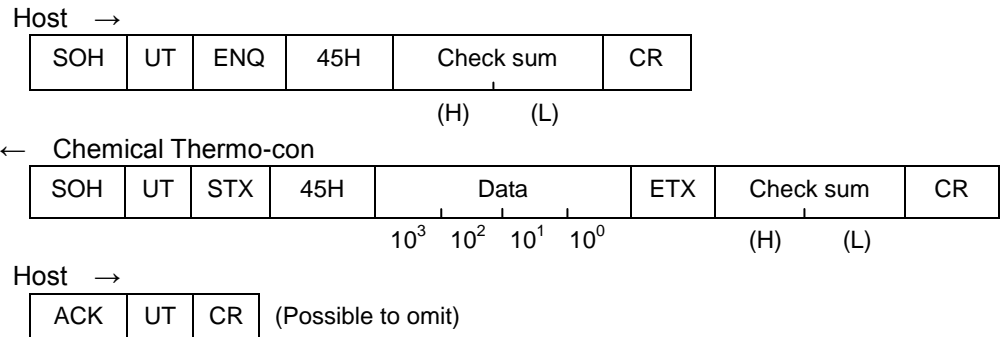 Host →
SOH UT ENQ 45H Check sum CR
(H) (L)
← Chemical Thermo-con
SOH UT STX 45H Data ETX Check sum CR
10³ 10² 10¹ 10⁰ (H) (L)
Host →
ACK UT CR (Possible to omit)